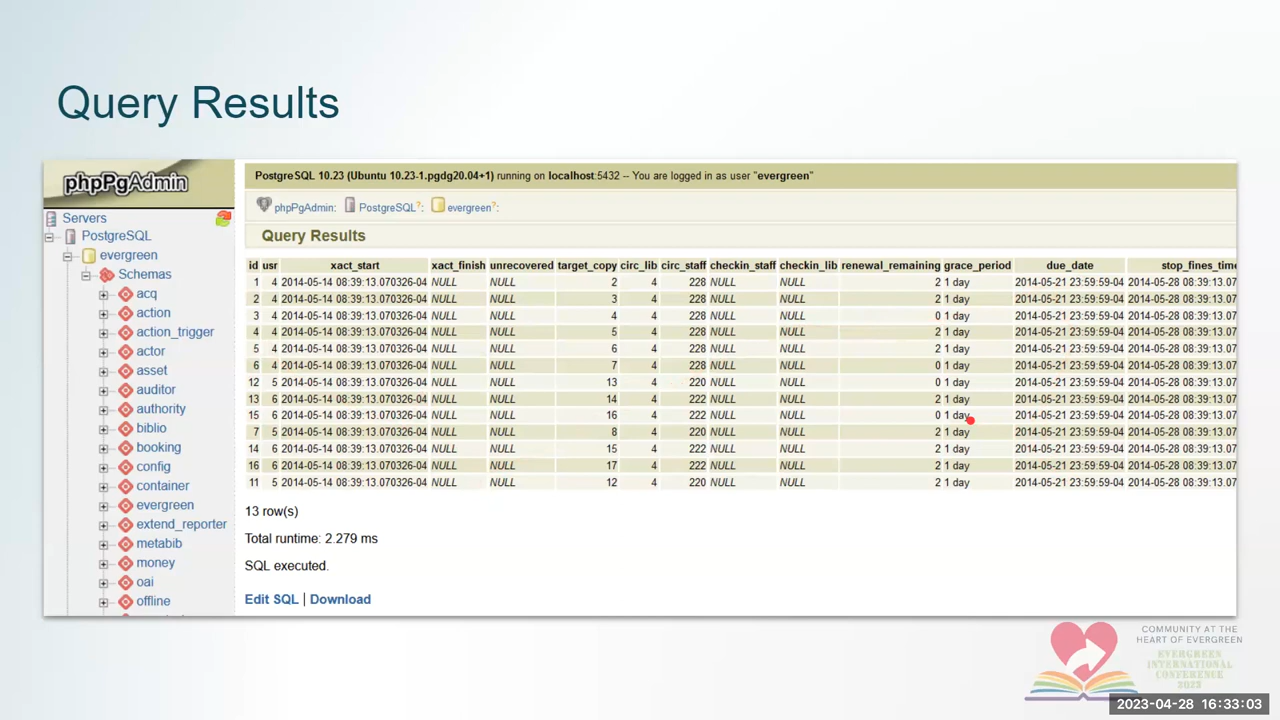 Query Results
phpPgAdmin
PostgreSQL 10.23 (Ubuntu 10.23-1.pgdg20.04+1) running on localhost:5432 -- You are logged in as user "evergreen"
phpPgAdmin: PostgreSQL?: evergreen?:
Query Results
Servers
PostgreSQL
evergreen
Schemas
acq
action
action_trigger
actor
asset
auditor
authority
biblio
booking
config
container
evergreen
extend_reporter
metabib
money
oai
offline
id usr xact_start xact_finish unrecovered target_copy circ_lib circ_staff checkin_staff checkin_lib renewal_remaining grace_period due_date stop_fines_time
1 4 2014-05-14 08:39:13.070326-04 NULL NULL 2 4 228 NULL NULL 2 1 day 2014-05-21 23:59:59-04 2014-05-28 08:39:13.07
2 4 2014-05-14 08:39:13.070326-04 NULL NULL 3 4 228 NULL NULL 2 1 day 2014-05-21 23:59:59-04 2014-05-28 08:39:13.07
3 4 2014-05-14 08:39:13.070326-04 NULL NULL 4 4 228 NULL NULL 0 1 day 2014-05-21 23:59:59-04 2014-05-28 08:39:13.07
4 4 2014-05-14 08:39:13.070326-04 NULL NULL 5 4 228 NULL NULL 2 1 day 2014-05-21 23:59:59-04 2014-05-28 08:39:13.07
5 4 2014-05-14 08:39:13.070326-04 NULL NULL 6 4 228 NULL NULL 2 1 day 2014-05-21 23:59:59-04 2014-05-28 08:39:13.07
6 4 2014-05-14 08:39:13.070326-04 NULL NULL 7 4 228 NULL NULL 0 1 day 2014-05-21 23:59:59-04 2014-05-28 08:39:13.07
12 5 2014-05-14 08:39:13.070326-04 NULL NULL 13 4 220 NULL NULL 0 1 day 2014-05-21 23:59:59-04 2014-05-28 08:39:13.07
13 6 2014-05-14 08:39:13.070326-04 NULL NULL 14 4 222 NULL NULL 2 1 day 2014-05-21 23:59:59-04 2014-05-28 08:39:13.07
15 6 2014-05-14 08:39:13.070326-04 NULL NULL 16 4 222 NULL NULL 0 1 day 2014-05-21 23:59:59-04 2014-05-28 08:39:13.07
7 5 2014-05-14 08:39:13.070326-04 NULL NULL 8 4 220 NULL NULL 2 1 day 2014-05-21 23:59:59-04 2014-05-28 08:39:13.07
14 6 2014-05-14 08:39:13.070326-04 NULL NULL 15 4 222 NULL NULL 2 1 day 2014-05-21 23:59:59-04 2014-05-28 08:39:13.07
16 6 2014-05-14 08:39:13.070326-04 NULL NULL 17 4 222 NULL NULL 2 1 day 2014-05-21 23:59:59-04 2014-05-28 08:39:13.07
11 5 2014-05-14 08:39:13.070326-04 NULL NULL 12 4 220 NULL NULL 2 1 day 2014-05-21 23:59:59-04 2014-05-28 08:39:13.07
13 row(s)
Total runtime: 2.279 ms
SQL executed.
Edit SQL | Download
COMMUNITY AT THE
HEART OF EVERGREEN
EVERGREEN
INTERNATIONAL
CONFERENCE
2023
2023-04-28 16:33:03